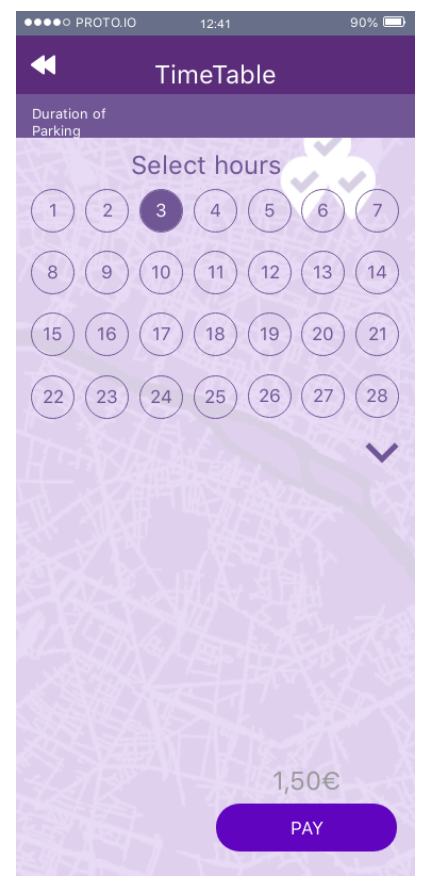 PROTO.IO 12:41 90%
TimeTable
Duration of
Parking
Select hours
1 2 3 4 5 6 7
8 9 10 11 12 13 14
15 16 17 18 19 20 21
22 23 24 25 26 27 28
1,50€
PAY